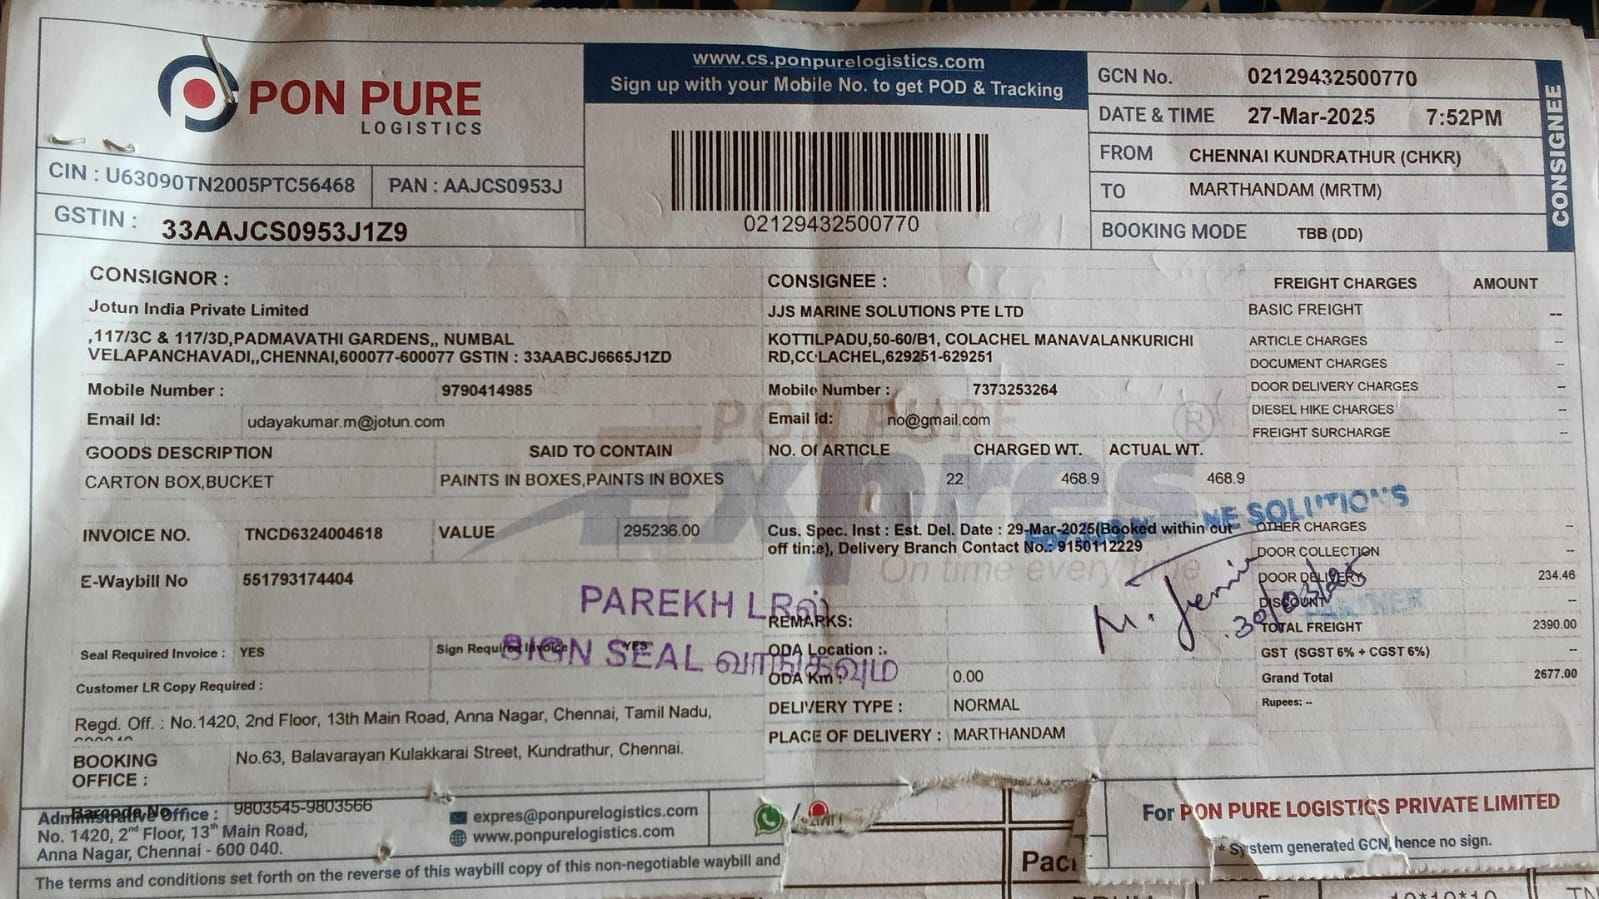 PON PURE
LOGISTICS
CIN : U63090TN2005PTC56468
PAN : AAJCS0953J
GSTIN : 33AAJCS0953J1Z9
www.cs.ponpurelogistics.com
Sign up with your Mobile No. to get POD & Tracking
02129432500770
GCN No. 02129432500770
DATE & TIME 27-Mar-2025 7:52PM
FROM CHENNAI KUNDRATHUR (CHKR)
TO MARTHANDAM (MRTM)
BOOKING MODE TBB (DD)
CONSIGNEE
CONSIGNOR :
Jotun India Private Limited
,117/3C & 117/3D,PADMAVATHI GARDENS,, NUMBAL
VELAPANCHAVADI,,CHENNAI,600077-600077 GSTIN : 33AABCJ6665J1ZD
Mobile Number : 9790414985
Email Id: udayakumar.m@jotun.com
CONSIGNEE :
JJS MARINE SOLUTIONS PTE LTD
KOTTILPADU,50-60/B1, COLACHEL MANAVALANKURICHI
RD,COLACHEL,629251-629251
Mobile Number : 7373253264
Email Id: no@gmail.com
GOODS DESCRIPTION SAID TO CONTAIN NO. Of ARTICLE CHARGED WT. ACTUAL WT.
CARTON BOX,BUCKET PAINTS IN BOXES,PAINTS IN BOXES 22 468.9 468.9
INVOICE NO. TNCD6324004618 VALUE 295236.00
E-Waybill No 551793174404
Cus. Spec. Inst : Est. Del. Date : 29-Mar-2025(Booked within cut
off time), Delivery Branch Contact No.: 9150112229
PON PURE
Expres
®
On time every time
PAREKH LRல்
SIGN SEAL வாங்கவும்
Seal Required Invoice : YES
Sign Required Invoice YES
Customer LR Copy Required :
REMARKS:
ODA Location :.
ODA Km : 0.00
DELIVERY TYPE : NORMAL
PLACE OF DELIVERY : MARTHANDAM
Regd. Off. : No.1420, 2nd Floor, 13th Main Road, Anna Nagar, Chennai, Tamil Nadu,
BOOKING OFFICE : No.63, Balavarayan Kulakkarai Street, Kundrathur, Chennai.
Barcode No 9803545-9803566
FREIGHT CHARGES AMOUNT
BASIC FREIGHT --
ARTICLE CHARGES --
DOCUMENT CHARGES --
DOOR DELIVERY CHARGES --
DIESEL HIKE CHARGES --
FREIGHT SURCHARGE --
OTHER CHARGES --
DOOR COLLECTION --
DOOR DELIVERY 234.46
DISCOUNT --
TOTAL FREIGHT 2390.00
GST (SGST 6% + CGST 6%) --
Grand Total 2677.00
Rupees: --
NE SOLUTIONS
M.
30/03/2025
Administrative Office :
No. 1420, 2nd Floor, 13th Main Road,
Anna Nagar, Chennai - 600 040.
expres@ponpurelogistics.com
www.ponpurelogistics.com
For PON PURE LOGISTICS PRIVATE LIMITED
* System generated GCN, hence no sign.
The terms and conditions set forth on the reverse of this waybill copy of this non-negotiable waybill and